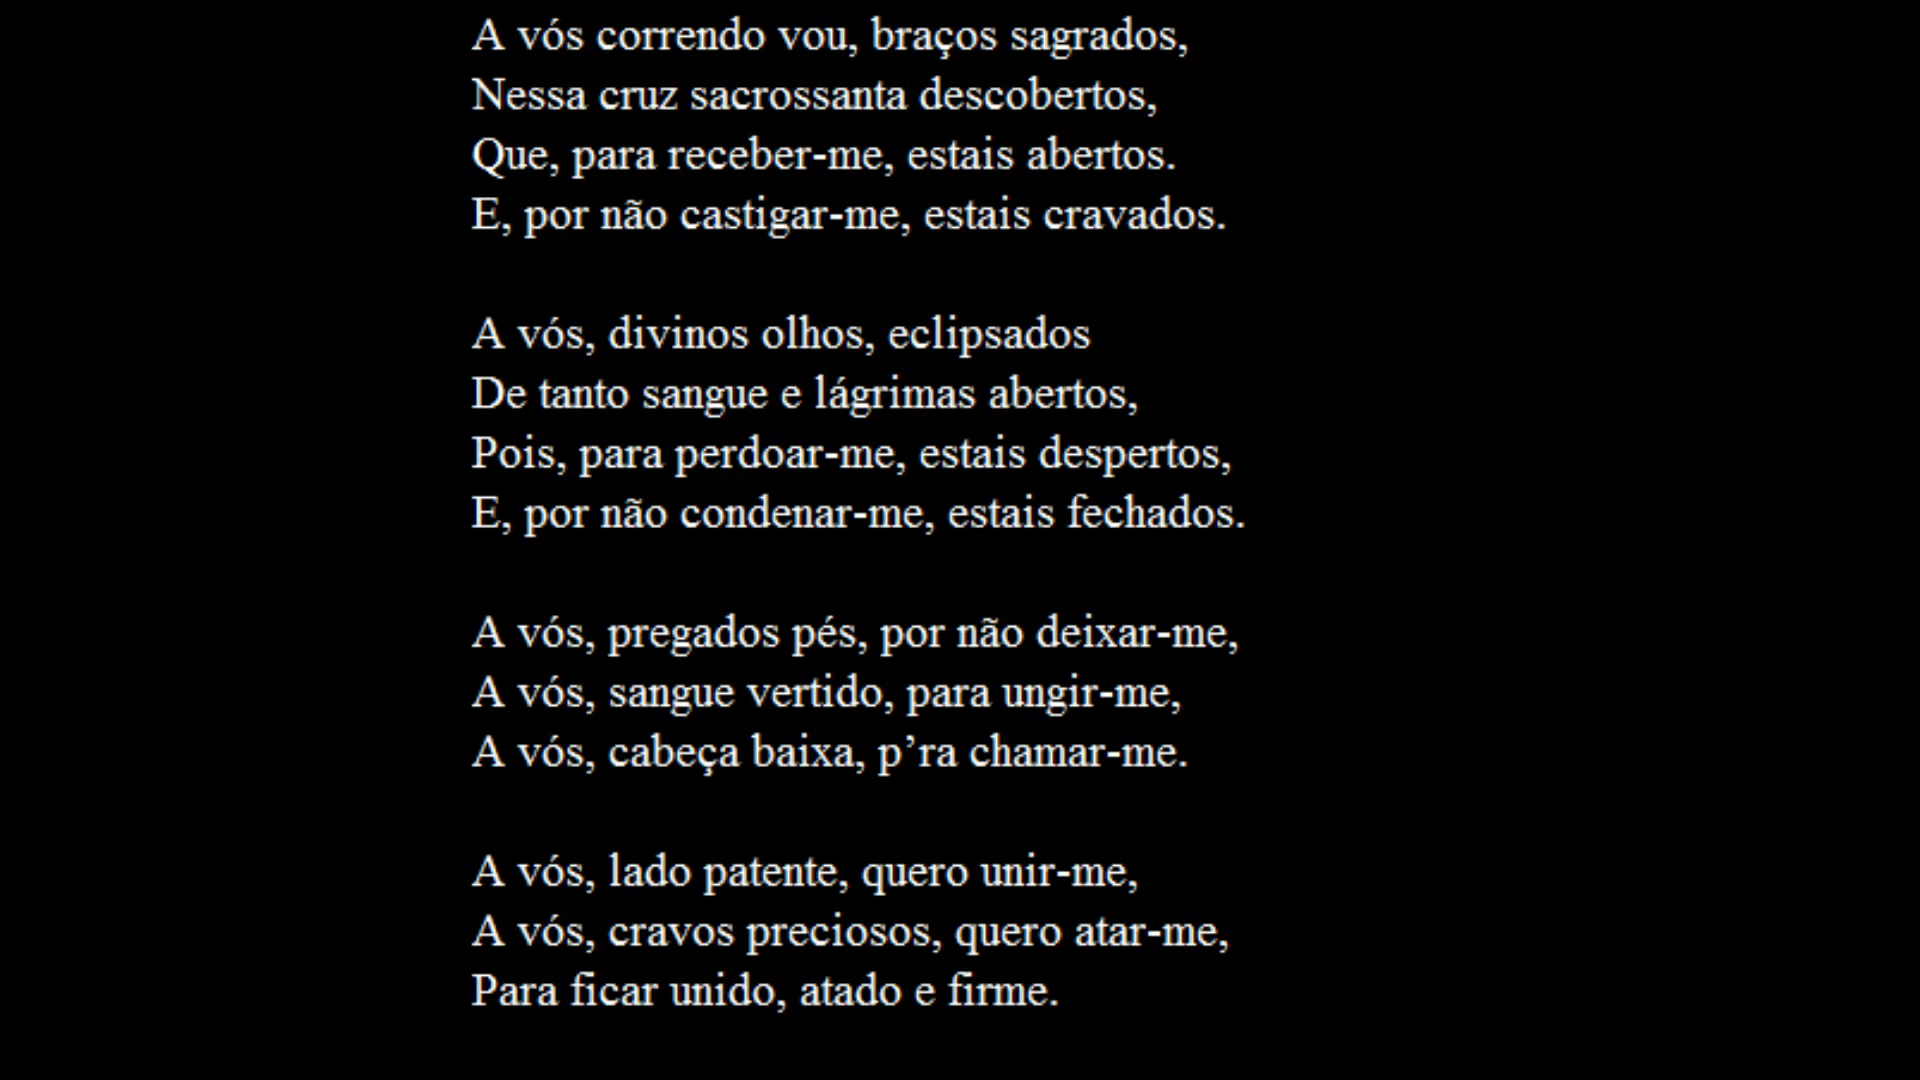 A vós correndo vou, braços sagrados,
Nessa cruz sacrossanta descobertos,
Que, para receber-me, estais abertos.
E, por não castigar-me, estais cravados.
A vós, divinos olhos, eclipsados
De tanto sangue e lágrimas abertos,
Pois, para perdoar-me, estais despertos,
E, por não condenar-me, estais fechados.
A vós, pregados pés, por não deixar-me,
A vós, sangue vertido, para ungir-me,
A vós, cabeça baixa, p’ra chamar-me.
A vós, lado patente, quero unir-me,
A vós, cravos preciosos, quero atar-me,
Para ficar unido, atado e firme.